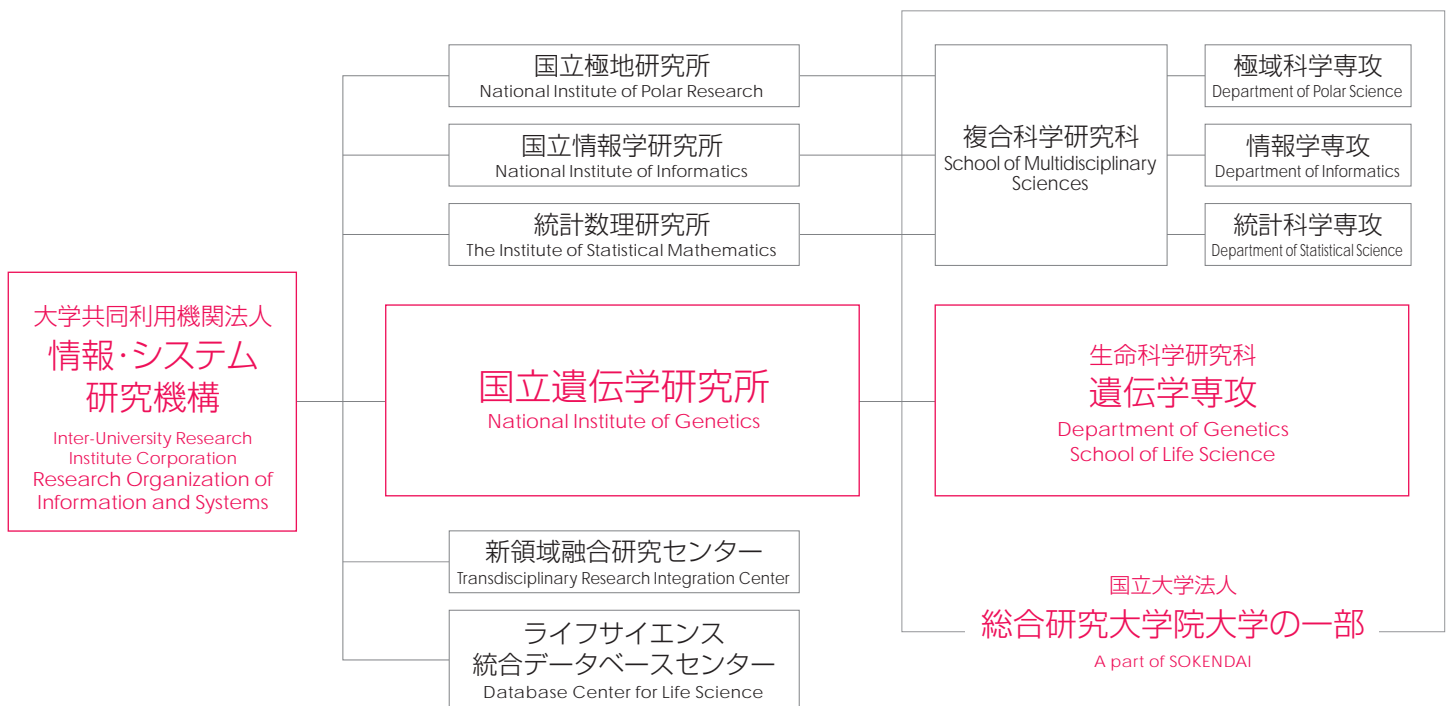 国立極地研究所
National Institute of Polar Research
国立情報学研究所
National Institute of Informatics
統計数理研究所
The Institute of Statistical Mathematics
複合科学研究科
School of Multidisciplinary
Sciences
極域科学専攻
Department of Polar Science
情報学専攻
Department of Informatics
統計科学専攻
Department of Statistical Science
大学共同利用機関法人
情報・システム
研究機構
Inter-University Research
Institute Corporation
Research Organization of
Information and Systems
国立遺伝学研究所
National Institute of Genetics
生命科学研究科
遺伝学専攻
Department of Genetics
School of Life Science
新領域融合研究センター
Transdisciplinary Research Integration Center
ライフサイエンス
統合データベースセンター
Database Center for Life Science
国立大学法人
総合研究大学院大学の一部
A part of SOKENDAI